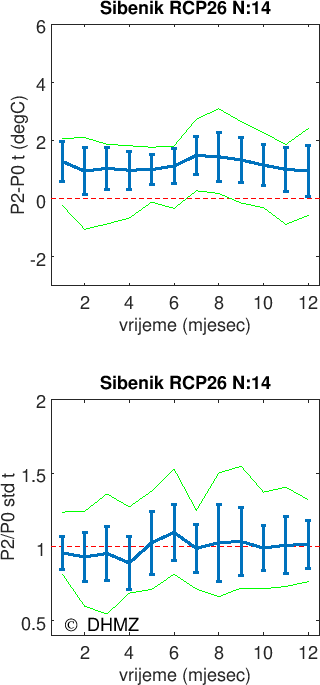 Sibenik RCP26 N:14
6
4
2
0
-2
P2-P0 t (degC)
2 4 6 8 10 12
vrijeme (mjesec)
Sibenik RCP26 N:14
2
1.5
1
0.5
P2/P0 std t
© DHMZ
2 4 6 8 10 12
vrijeme (mjesec)